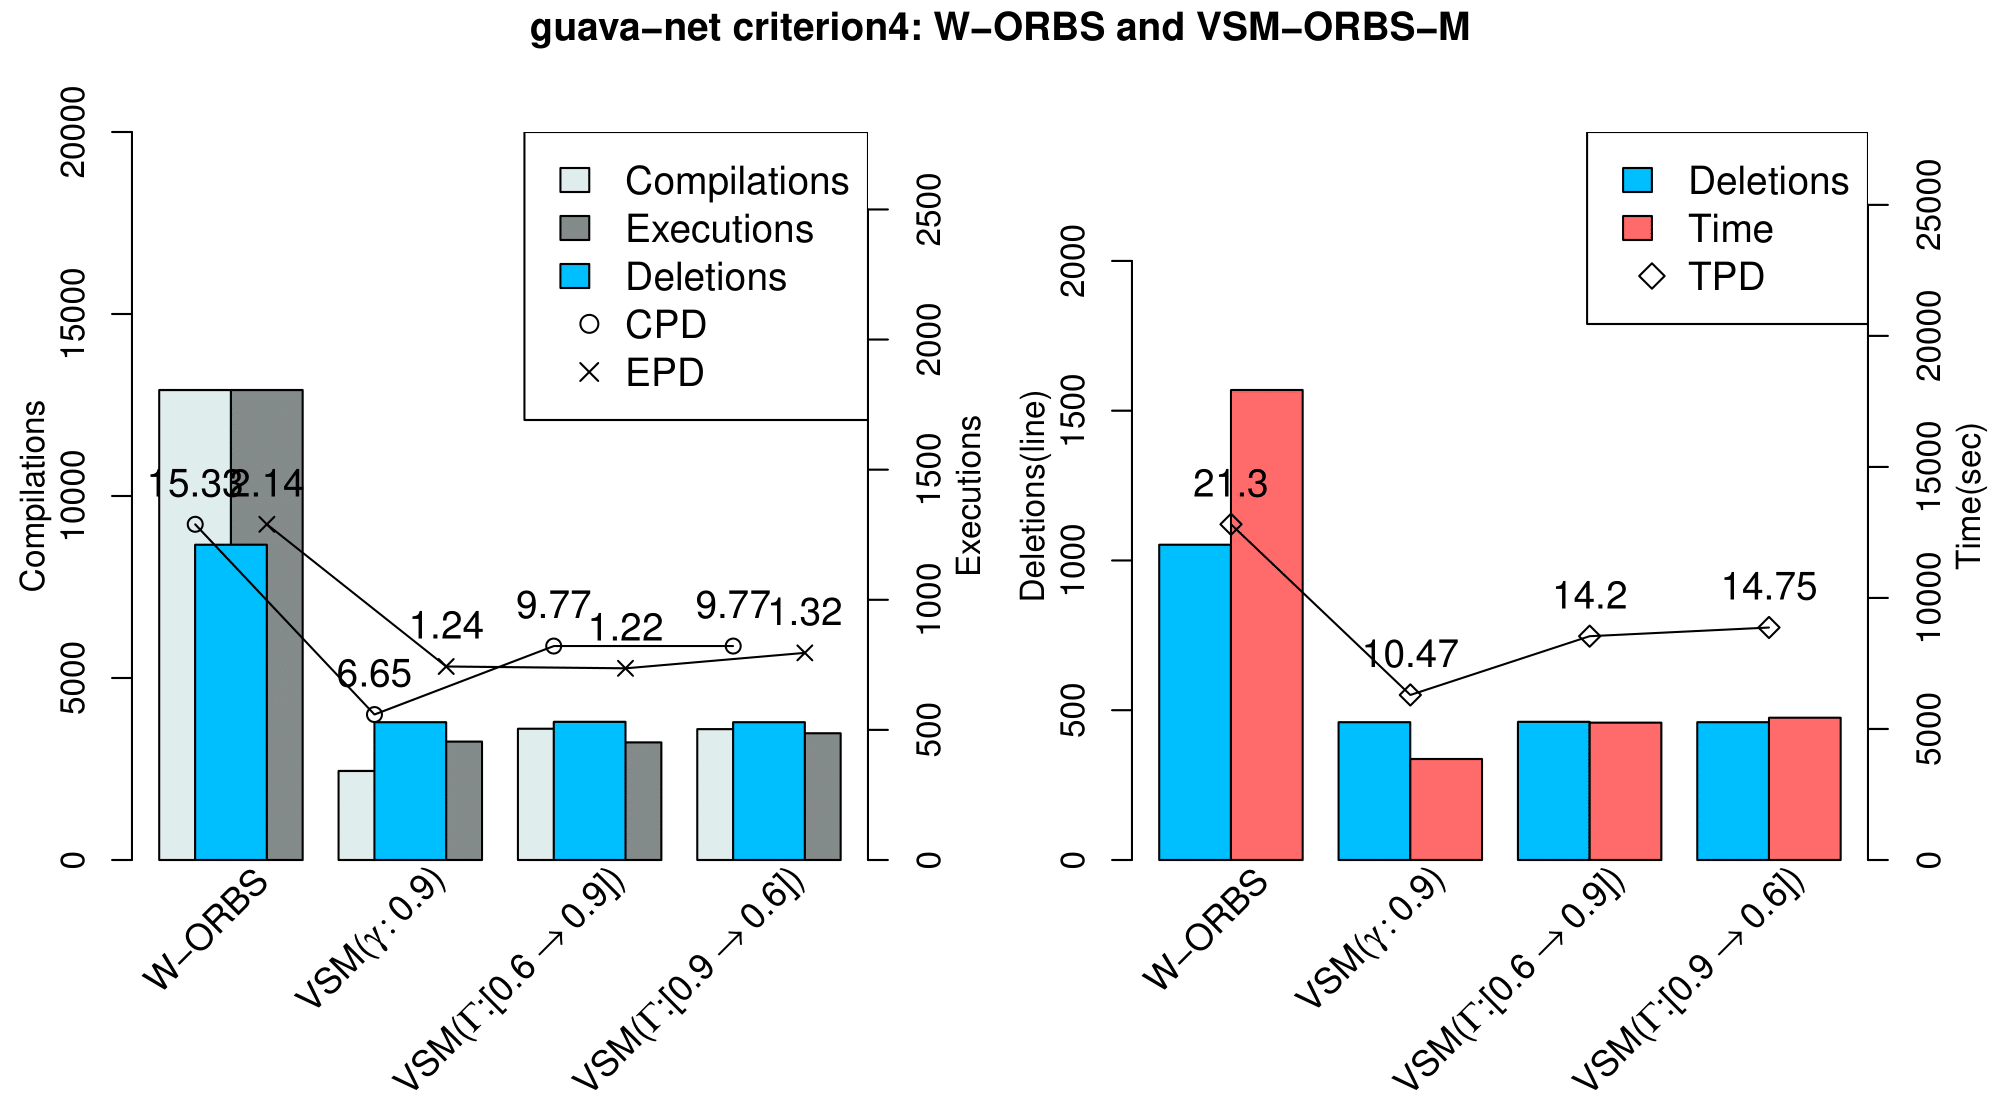 guava−net criterion4: W−ORBS and VSM−ORBS−M
Compilations
0
5000
10000
15000
20000
Compilations
Executions
Deletions
CPD
EPD
15.33
2.14
6.65
1.24
9.77
1.22
9.77
1.32
0
500
1000
1500
2000
2500
Executions
W−ORBS
VSM(γ: 0.9)
VSM(Γ:[0.6 → 0.9])
VSM(Γ:[0.9 → 0.6])
Deletions(line)
0
500
1000
1500
2000
Deletions
Time
TPD
21.3
10.47
14.2
14.75
0
5000
10000
15000
20000
25000
Time(sec)
W−ORBS
VSM(γ: 0.9)
VSM(Γ:[0.6 → 0.9])
VSM(Γ:[0.9 → 0.6])